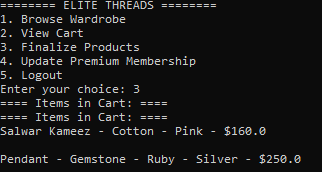 ======== ELITE THREADS ========
1. Browse Wardrobe
2. View Cart
3. Finalize Products
4. Update Premium Membership
5. Logout
Enter your choice: 3
==== Items in Cart: ====
==== Items in Cart: ====
Salwar Kameez - Cotton - Pink - $160.0
Pendant - Gemstone - Ruby - Silver - $250.0